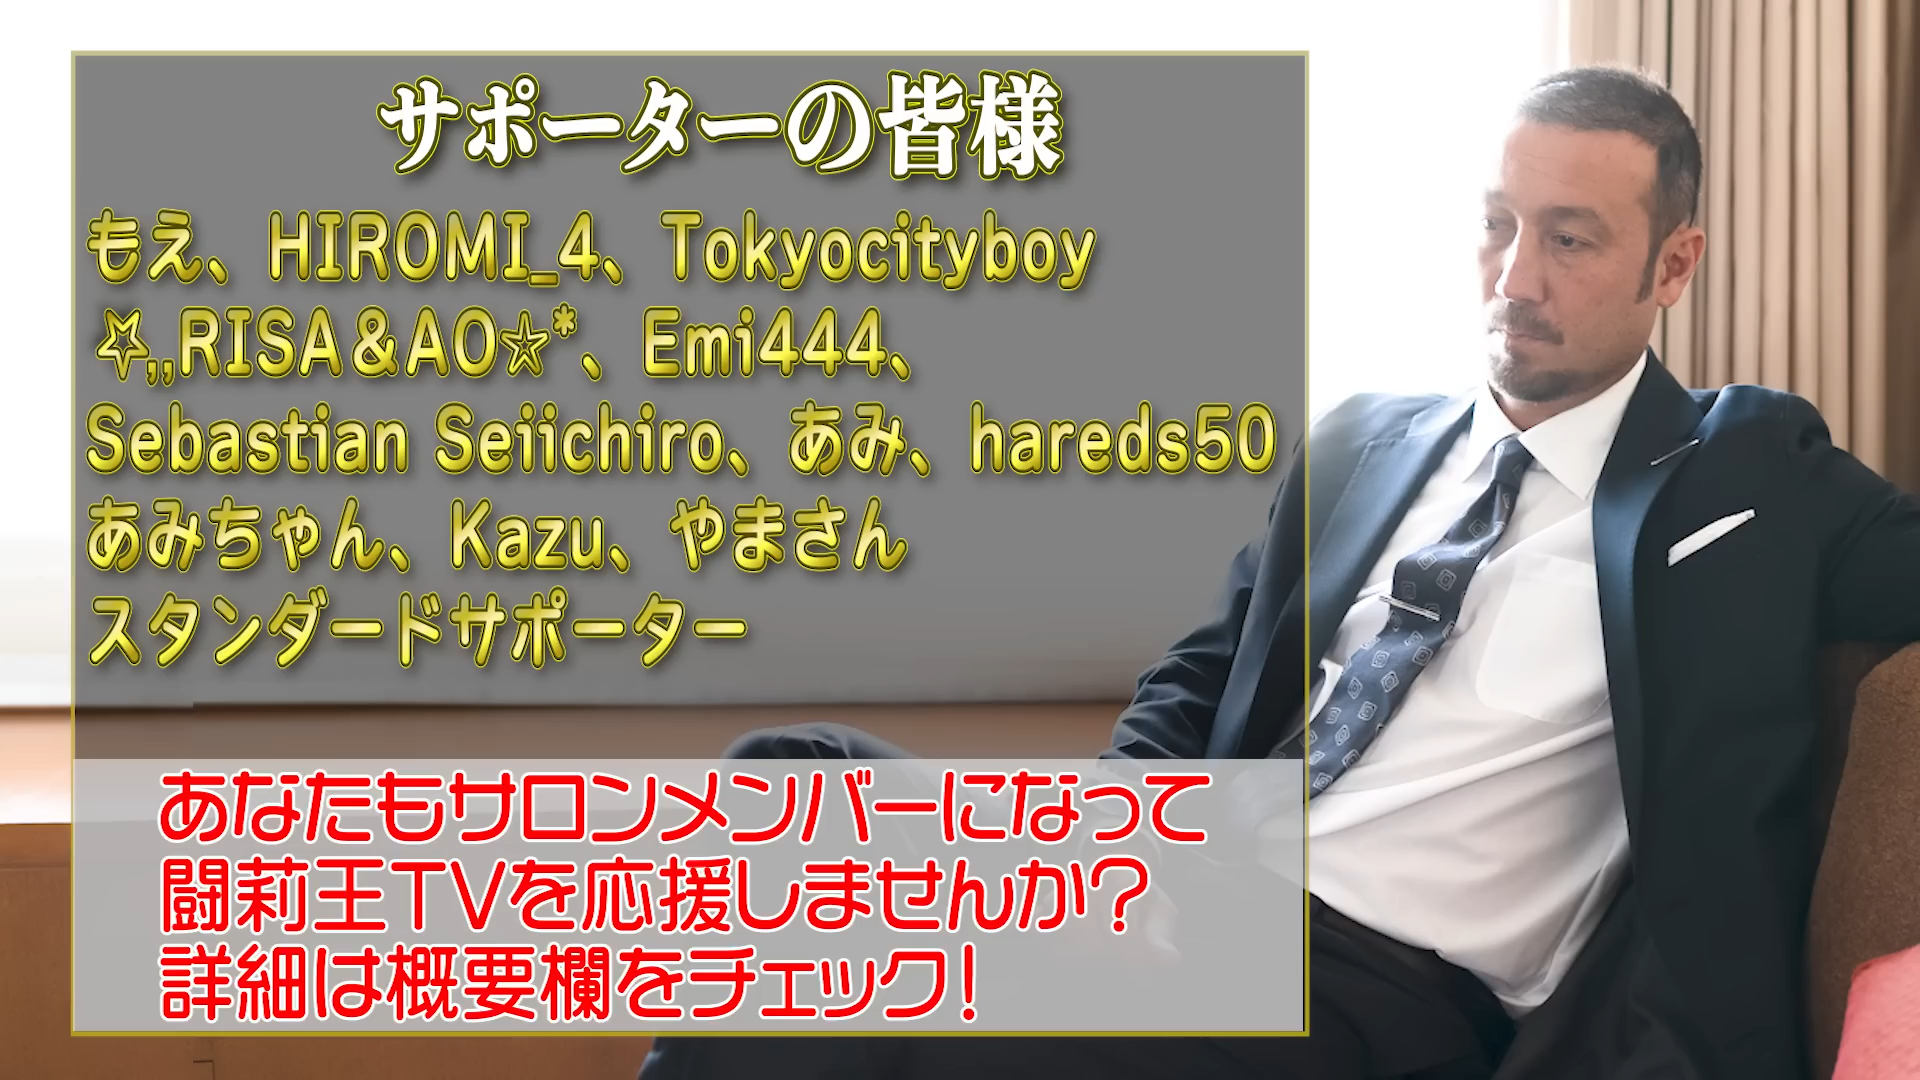 サポーターの皆様
もえ、HIROMI_4、Tokyocityboy
☆,,RISA＆AO☆*、Emi444、
Sebastian Seiichiro、あみ、hareds50
あみちゃん、Kazu、やまさん
スタンダードサポーター
あなたもサロンメンバーになって
闘莉王TVを応援しませんか？
詳細は概要欄をチェック！